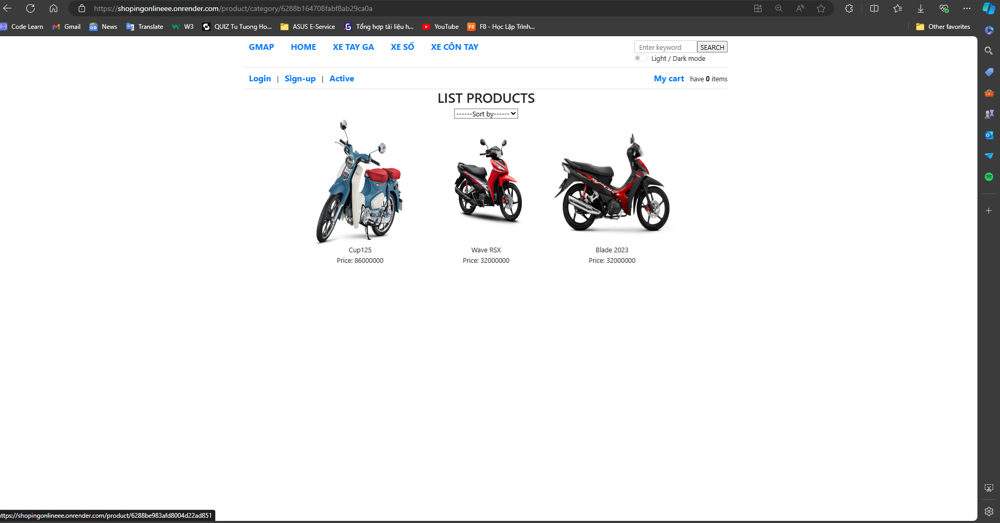 https://shopingonlineee.onrender.com/product/category/6288b164708fabf8ab29ca0a
Code Learn Gmail News Translate W3 QUIZ Tu Tuong Ho... ASUS E-Service Tổng hợp tài liệu h... YouTube F8 - Học Lập Trình... Other favorites
GMAP HOME XE TAY GA XE SỐ XE CÔN TAY Enter keyword SEARCH
Light / Dark mode
Login | Sign-up | Active My cart have 0 items
LIST PRODUCTS
------Sort by------
Cup125 Wave RSX Blade 2023
Price: 86000000 Price: 32000000 Price: 32000000
https://shopingonlineee.onrender.com/product/6288be983afd8004d22ad851